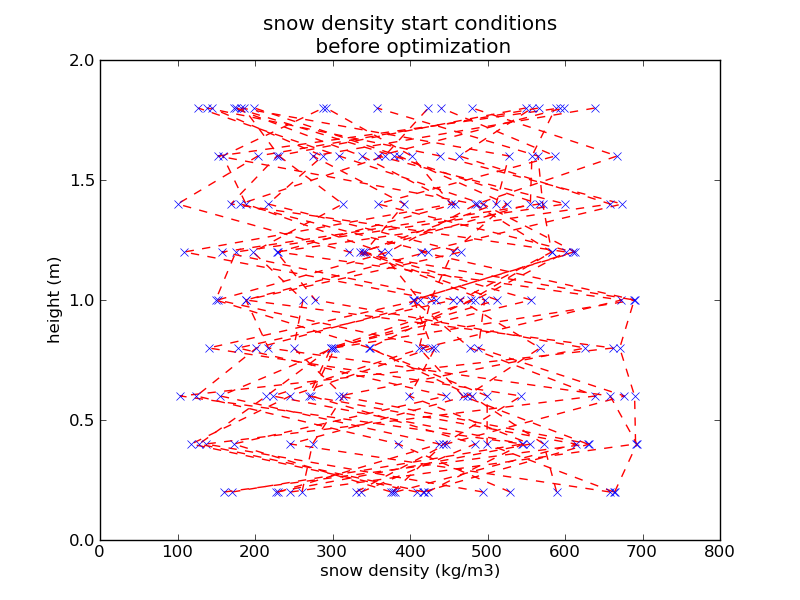 snow density start conditions
before optimization
2.0
1.5
1.0
0.5
0.0
height (m)
0 100 200 300 400 500 600 700 800
snow density (kg/m3)